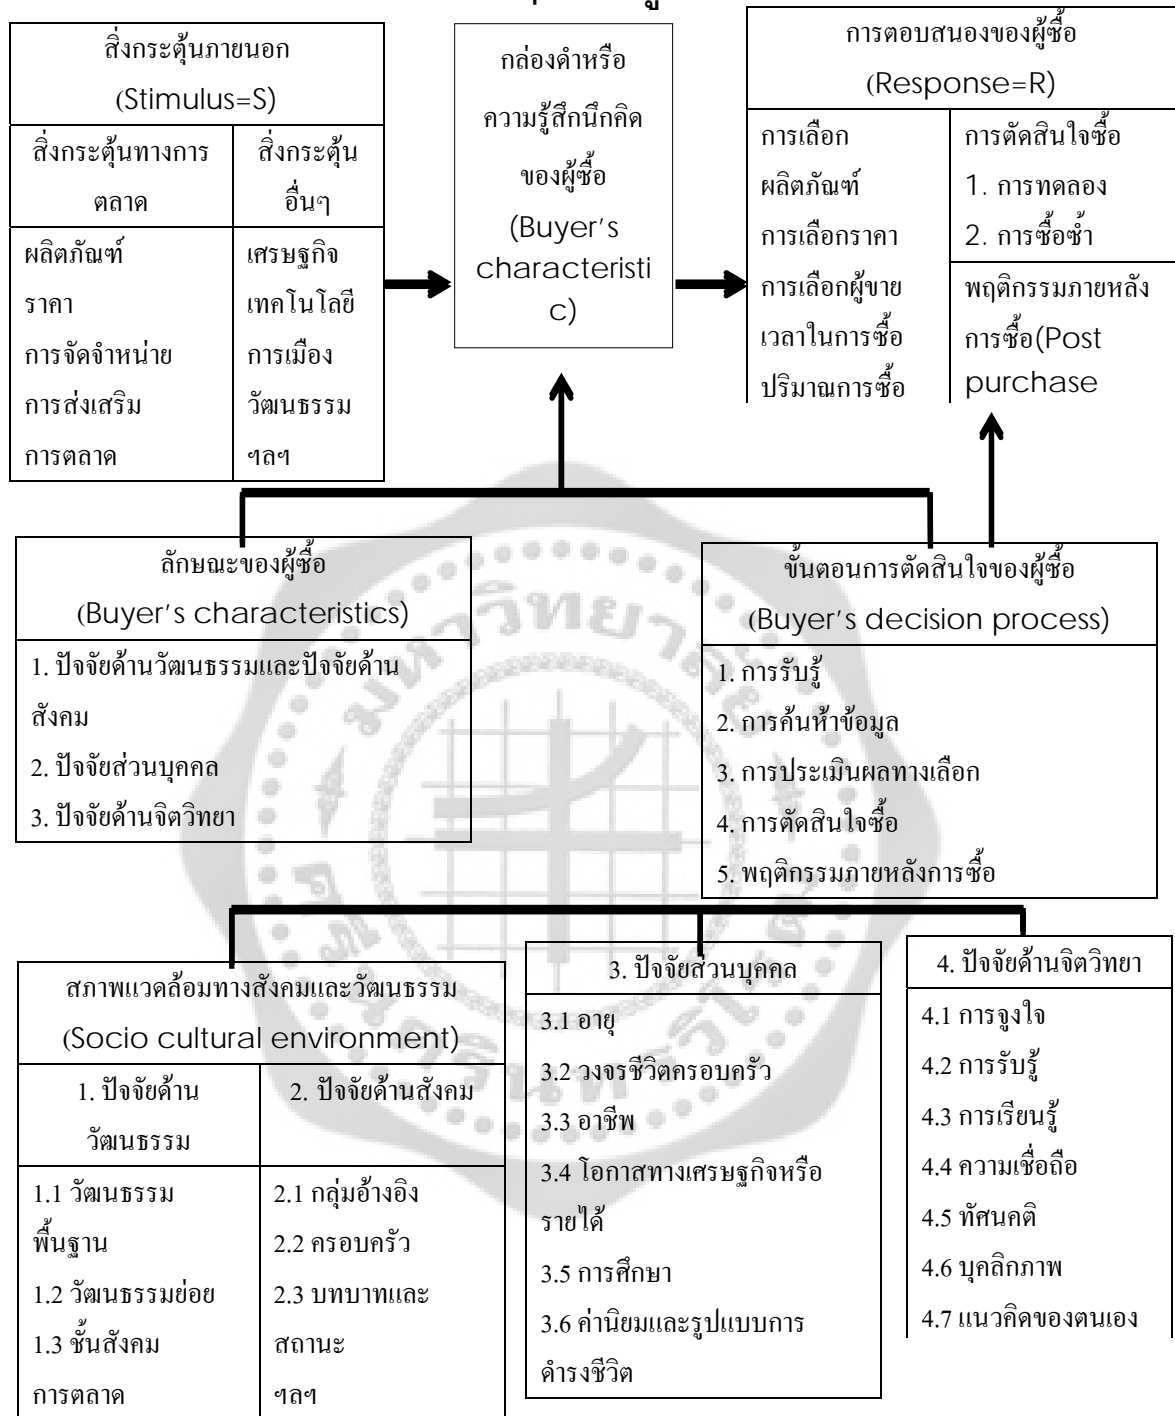 สิ่งกระตุ้นภายนอก
(Stimulus=S)
สิ่งกระตุ้นทางการ
ตลาด
สิ่งกระตุ้น
อื่นๆ
ผลิตภัณฑ์
ราคา
การจัดจำหน่าย
การส่งเสริม
การตลาด
เศรษฐกิจ
เทคโนโลยี
การเมือง
วัฒนธรรม
ฯลฯ
กล่องดำหรือ
ความรู้สึกนึกคิด
ของผู้ซื้อ
(Buyer's
characteristi
c)
การตอบสนองของผู้ซื้อ
(Response=R)
การเลือก
ผลิตภัณฑ์
การเลือกราคา
การเลือกผู้ขาย
เวลาในการซื้อ
ปริมาณการซื้อ
การตัดสินใจซื้อ
1. การทดลอง
2. การซื้อซ้ำ
พฤติกรรมภายหลัง
การซื้อ(Post
purchase
ลักษณะของผู้ซื้อ
(Buyer's characteristics)
1. ปัจจัยด้านวัฒนธรรมและปัจจัยด้าน
สังคม
2. ปัจจัยส่วนบุคคล
3. ปัจจัยด้านจิตวิทยา
ขั้นตอนการตัดสินใจของผู้ซื้อ
(Buyer's decision process)
1. การรับรู้
2. การค้นห้าข้อมูล
3. การประเมินผลทางเลือก
4. การตัดสินใจซื้อ
5. พฤติกรรมภายหลังการซื้อ
สภาพแวดล้อมทางสังคมและวัฒนธรรม
(Socio cultural environment)
1. ปัจจัยด้าน
วัฒนธรรม
2. ปัจจัยด้านสังคม
1.1 วัฒนธรรม
พื้นฐาน
1.2 วัฒนธรรมย่อย
1.3 ชั้นสังคม
การตลาด
2.1 กลุ่มอ้างอิง
2.2 ครอบครัว
2.3 บทบาทและ
สถานะ
ฯลฯ
3. ปัจจัยส่วนบุคคล
3.1 อายุ
3.2 วงจรชีวิตครอบครัว
3.3 อาชีพ
3.4 โอกาสทางเศรษฐกิจหรือ
รายได้
3.5 การศึกษา
3.6 ค่านิยมและรูปแบบการ
ดำรงชีวิต
4. ปัจจัยด้านจิตวิทยา
4.1 การจูงใจ
4.2 การรับรู้
4.3 การเรียนรู้
4.4 ความเชื่อถือ
4.5 ทัศนคติ
4.6 บุคลิกภาพ
4.7 แนวคิดของตนเอง
มหาวิทยาลัย
ศรีนครินทรวิโรฒ